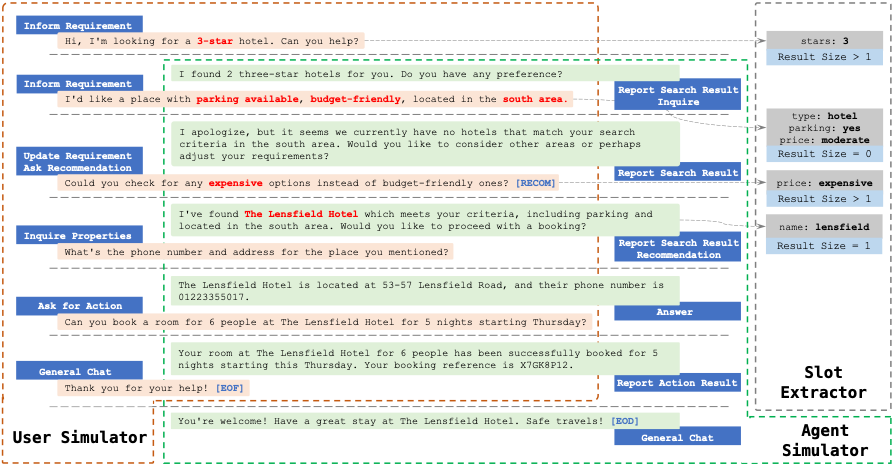 Inform Requirement
Hi, I'm looking for a 3-star hotel. Can you help?
stars: 3
Result Size > 1
I found 2 three-star hotels for you. Do you have any preference?
Inform Requirement
Report Search Result
Inquire
I'd like a place with parking available, budget-friendly, located in the south area.
type: hotel
parking: yes
price: moderate
Result Size = 0
I apologize, but it seems we currently have no hotels that match your search
criteria in the south area. Would you like to consider other areas or perhaps
adjust your requirements?
Update Requirement
Ask Recommendation
Report Search Result
Could you check for any expensive options instead of budget-friendly ones? [RECOM]
price: expensive
Result Size > 1
I've found The Lensfield Hotel which meets your criteria, including parking and
located in the south area. Would you like to proceed with a booking?
name: lensfield
Result Size = 1
Inquire Properties
Report Search Result
Recommendation
What's the phone number and address for the place you mentioned?
The Lensfield Hotel is located at 53-57 Lensfield Road, and their phone number is
01223355017.
Ask for Action
Answer
Can you book a room for 6 people at The Lensfield Hotel for 5 nights starting Thursday?
Your room at The Lensfield Hotel for 6 people has been successfully booked for 5
nights starting this Thursday. Your booking reference is X7GK8P12.
General Chat
Report Action Result
Thank you for your help! [EOF]
Slot
Extractor
You're welcome! Have a great stay at The Lensfield Hotel. Safe travels! [EOD]
General Chat
User Simulator
Agent
Simulator